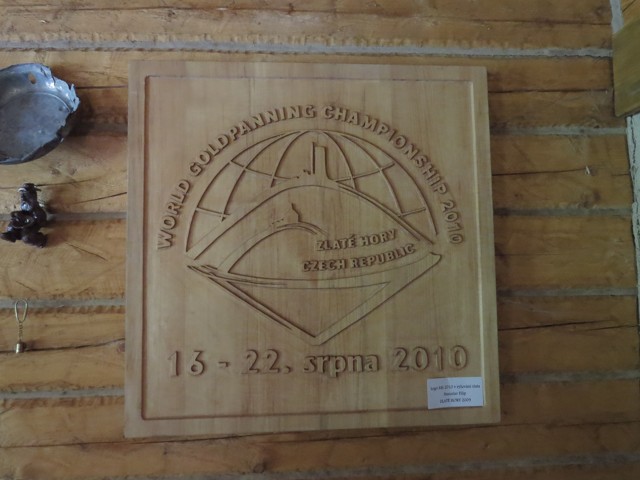 WORLD GOLDPANNING CHAMPIONSHIP 2010
ZLATÉ HORY
CZECH REPUBLIC
16 - 22. srpna 2010